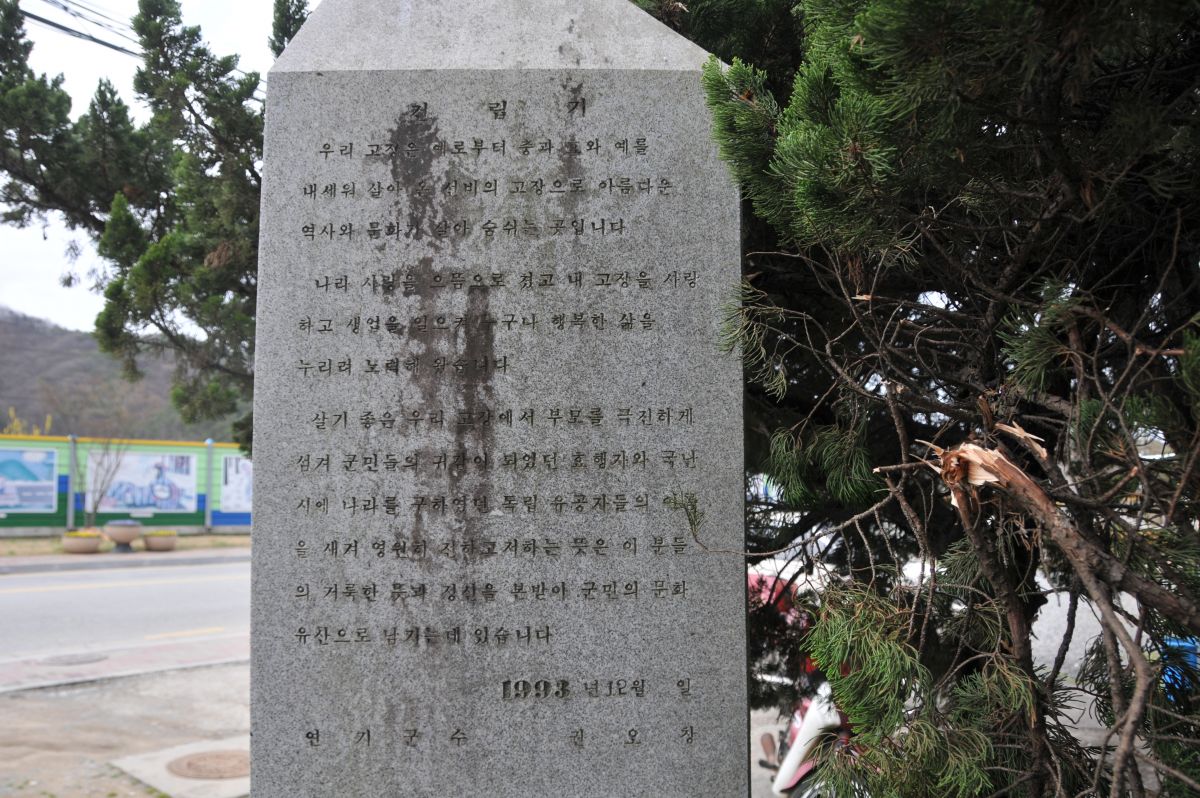 건 립 기
우리 고장은 예로부터 충과 효와 예를
내세워 살아 온 선비의 고장으로 아름다운
역사와 문화가 살아 숨쉬는 곳입니다
나라 사랑을 으뜸으로 첬고 내 고장을 사랑
하고 생업을 일으켜 누구나 행복한 삶을
누리려 노력해 왔습니다
살기 좋음 우리 고장에서 부모를 극진하게
섬겨 군민들의 귀감이 되었던 효행자와 국난
시에 나라를 구하였던 독립 유공자들의 이름
을 새겨 영원히 전하고저하는 뜻은 이 분들
의 거룩한 뜻과 정신을 본받아 군민의 문화
유산으로 남기는데 있습니다
1993 년 12월 일
연 기 군 수 권 오 창